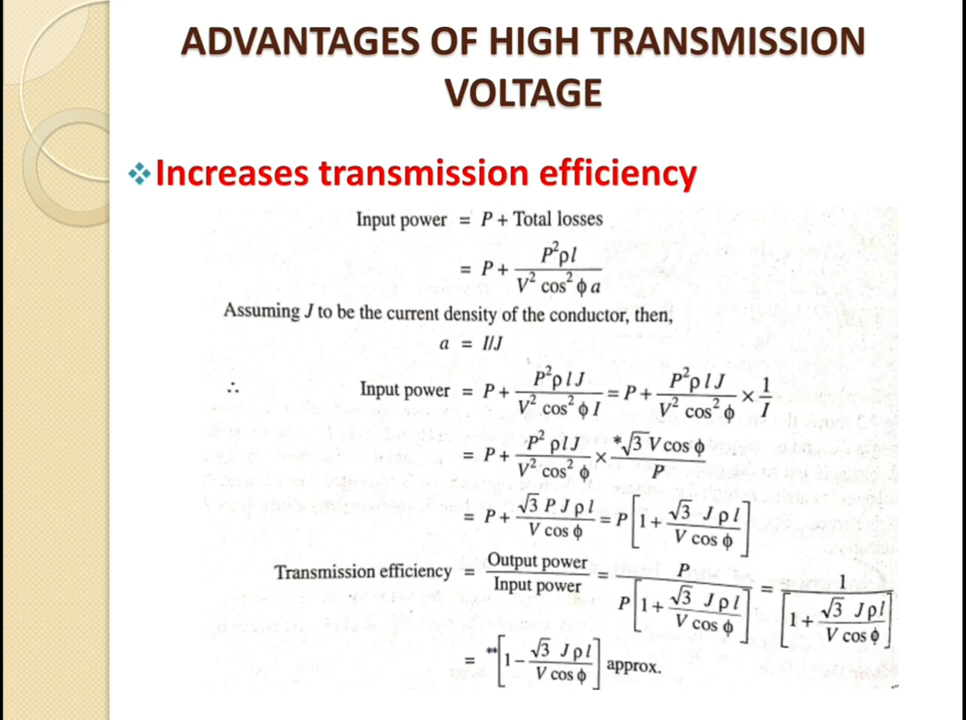 ADVANTAGES OF HIGH TRANSMISSION
VOLTAGE
❖Increases transmission efficiency
Input power = P + Total losses
= P + P²ρl / V² cos² ϕ a
Assuming J to be the current density of the conductor, then,
a = I/J
∴ Input power = P + P²ρ l J / V² cos² ϕ I = P + P²ρ l J / V² cos² ϕ × 1/I
= P + P² ρ l J / V² cos² ϕ × *√3 V cos ϕ / P
= P + √3 P J ρ l / V cos ϕ = P [1 + √3 J ρ l / V cos ϕ]
Transmission efficiency = Output power / Input power = P / P [1 + √3 J ρ l / V cos ϕ] = 1 / [1 + √3 J ρ l / V cos ϕ]
= **[1 − √3 J ρ l / V cos ϕ] approx.